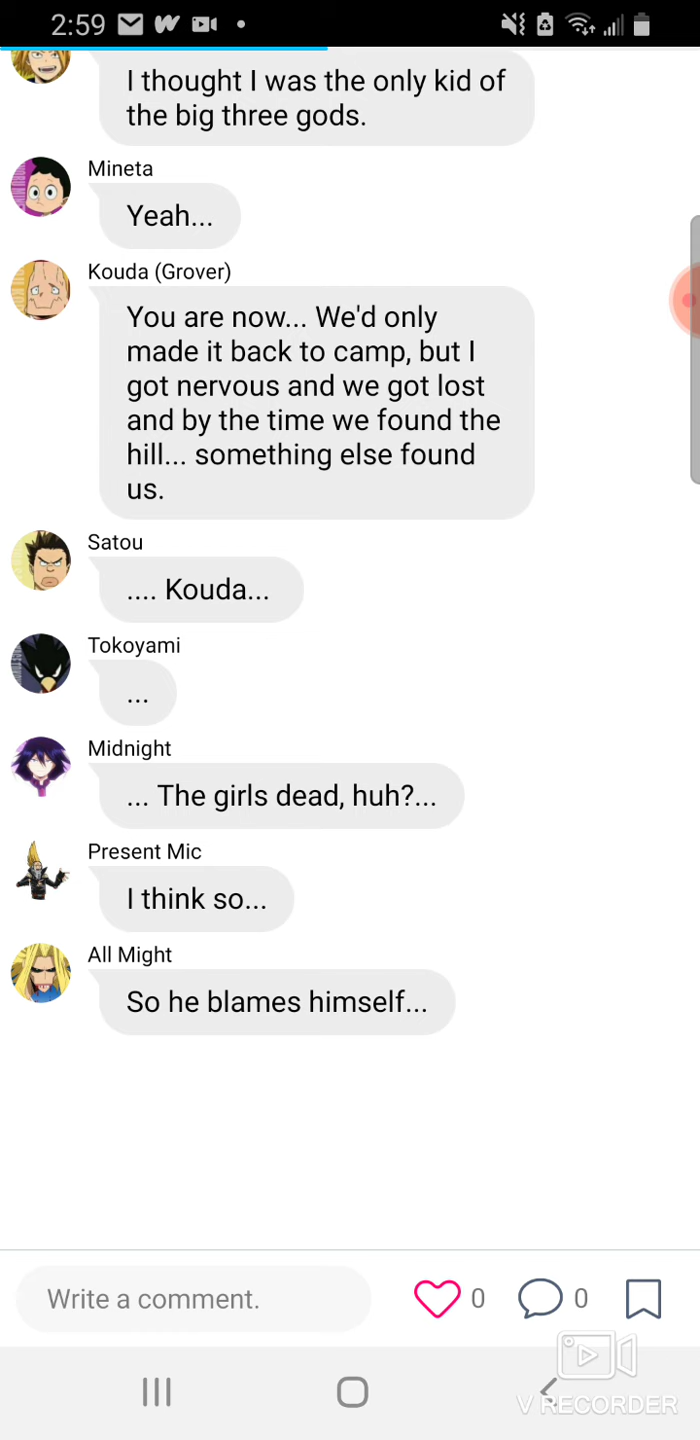 2:59
I thought I was the only kid of
the big three gods.
Mineta
Yeah...
Kouda (Grover)
You are now... We'd only
made it back to camp, but I
got nervous and we got lost
and by the time we found the
hill... something else found
us.
Satou
.... Kouda...
Tokoyami
...
Midnight
... The girls dead, huh?...
Present Mic
I think so...
All Might
So he blames himself...
Write a comment.
0
0
V RECORDER